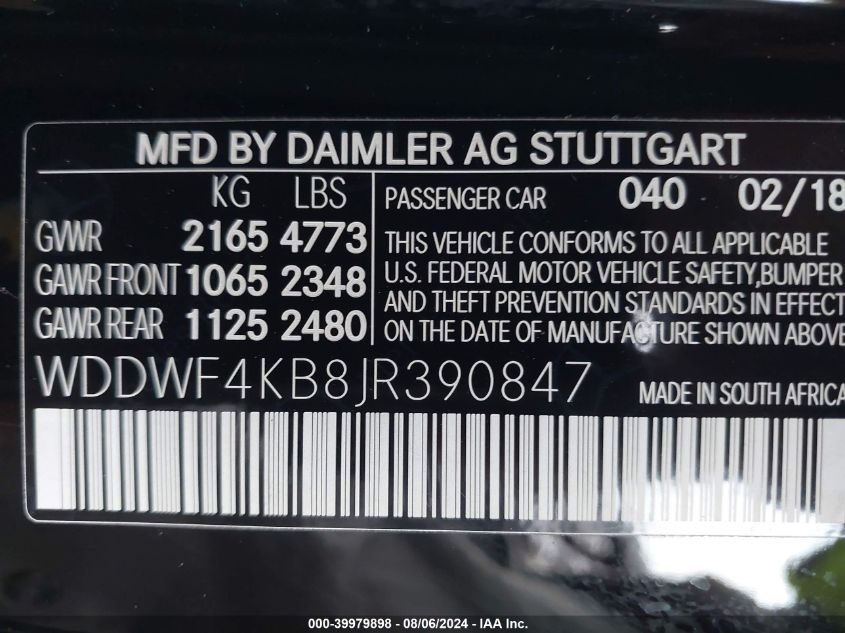 MFD BY DAIMLER AG STUTTGART
KG LBS
GVWR 2165 4773
GAWR FRONT 1065 2348
GAWR REAR 1125 2480
PASSENGER CAR 040 02/18
THIS VEHICLE CONFORMS TO ALL APPLICABLE
U.S. FEDERAL MOTOR VEHICLE SAFETY,BUMPER
AND THEFT PREVENTION STANDARDS IN EFFECT
ON THE DATE OF MANUFACTURE SHOWN ABOVE
WDDWF4KB8JR390847
MADE IN SOUTH AFRICA
000-39979898 - 08/06/2024 - IAA Inc.